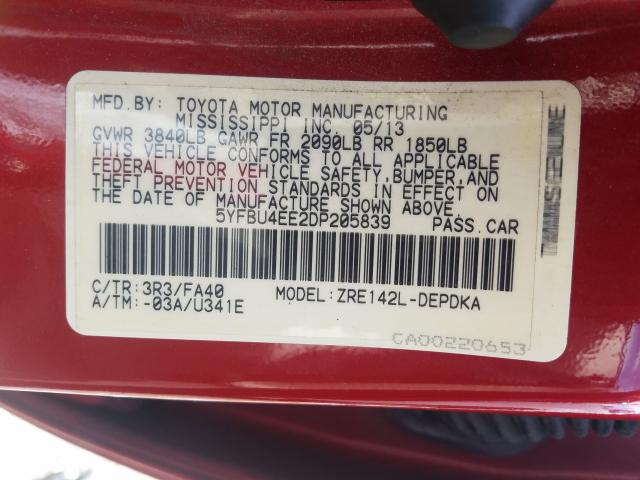 MFD.BY: TOYOTA MOTOR MANUFACTURING
MISSISSIPPI INC. 05/13
GVWR 3840LB GAWR FR 2090LB RR 1850LB
THIS VEHICLE CONFORMS TO ALL APPLICABLE
FEDERAL MOTOR VEHICLE SAFETY,BUMPER,AND
THEFT PREVENTION STANDARDS IN EFFECT ON
THE DATE OF MANUFACTURE SHOWN ABOVE.
5YFBU4EE2DP205839 PASS.CAR
C/TR:3R3/FA40 MODEL:ZRE142L-DEPDKA
A/TM:-03A/U341E
CA00220653